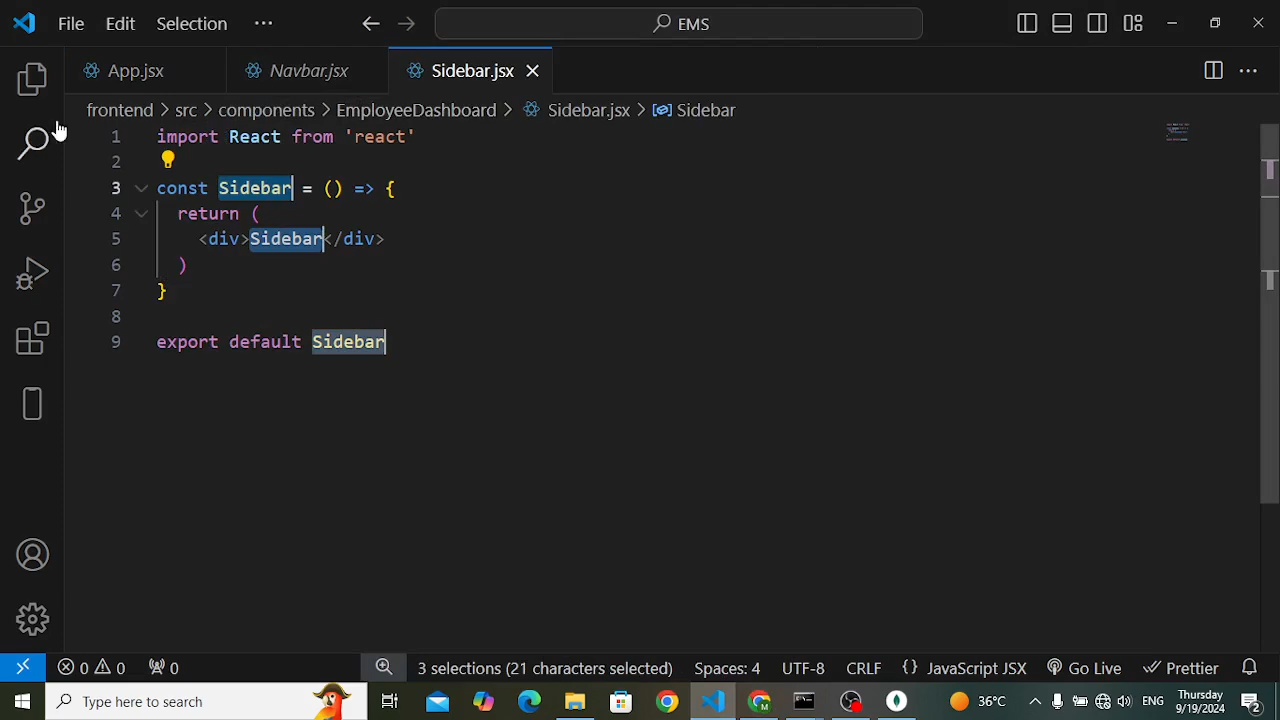 File Edit Selection ··· EMS
App.jsx Navbar.jsx Sidebar.jsx
frontend > src > components > EmployeeDashboard > Sidebar.jsx > Sidebar
1 import React from 'react'
2
3 const Sidebar = () => {
4 return (
5 <div>Sidebar</div>
6 )
7 }
8
9 export default Sidebar
0 0 0 3 selections (21 characters selected) Spaces: 4 UTF-8 CRLF {} JavaScript JSX Go Live Prettier
Type here to search 36°C ENG Thursday
9/19/2024 2